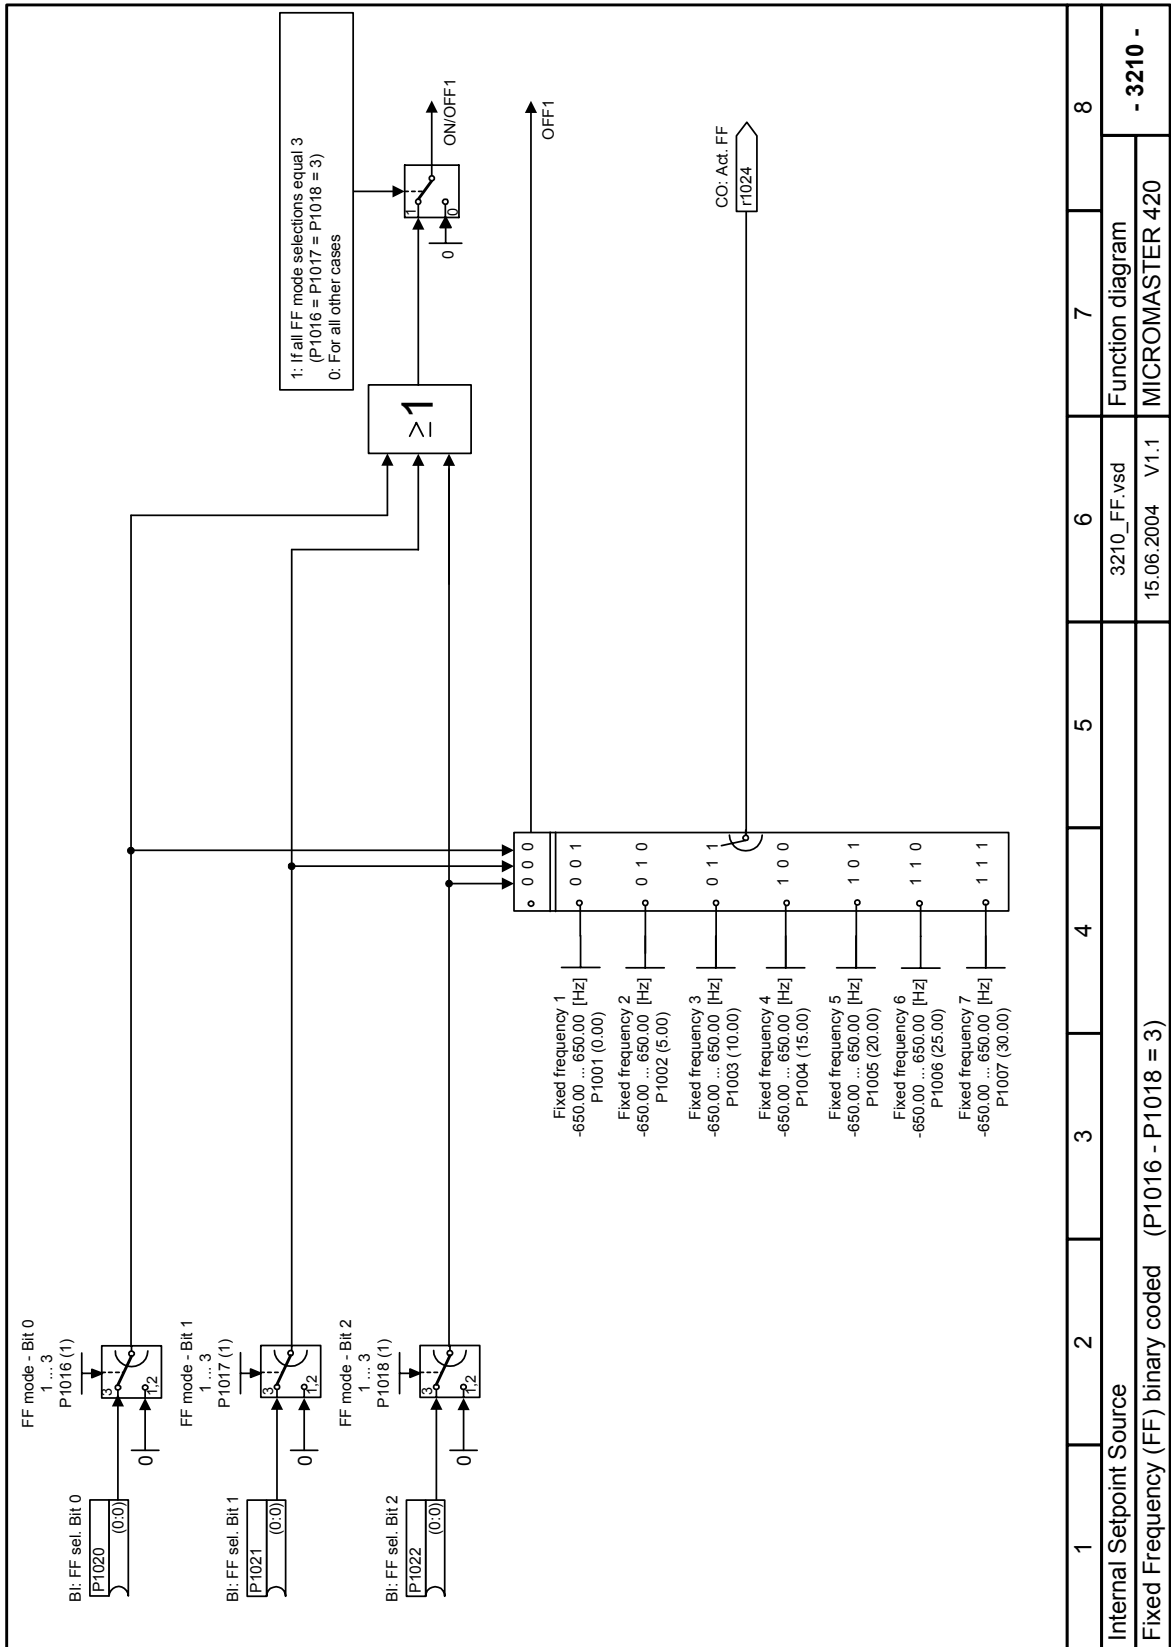 BI: FF sel. Bit 0
P1020
(0:0)
FF mode - Bit 0
1 ... 3
P1016 (1)
3
1,2
0
BI: FF sel. Bit 1
P1021
(0:0)
FF mode - Bit 1
1 ... 3
P1017 (1)
3
1,2
0
BI: FF sel. Bit 2
P1022
(0:0)
FF mode - Bit 2
1 ... 3
P1018 (1)
3
1,2
0
≥1
1: If all FF mode selections equal 3
(P1016 = P1017 = P1018 = 3)
0: For all other cases
1
0
0
ON/OFF1
0 0 0
OFF1
Fixed frequency 1
-650.00 ... 650.00 [Hz]
P1001 (0.00)
0 0 1
Fixed frequency 2
-650.00 ... 650.00 [Hz]
P1002 (5.00)
0 1 0
Fixed frequency 3
-650.00 ... 650.00 [Hz]
P1003 (10.00)
0 1 1
Fixed frequency 4
-650.00 ... 650.00 [Hz]
P1004 (15.00)
1 0 0
Fixed frequency 5
-650.00 ... 650.00 [Hz]
P1005 (20.00)
1 0 1
Fixed frequency 6
-650.00 ... 650.00 [Hz]
P1006 (25.00)
1 1 0
Fixed frequency 7
-650.00 ... 650.00 [Hz]
P1007 (30.00)
1 1 1
CO: Act. FF
r1024
1 2 3 4 5 6 7 8
Internal Setpoint Source
3210_FF.vsd
Function diagram
- 3210 -
Fixed Frequency (FF) binary coded (P1016 - P1018 = 3)
15.06.2004 V1.1
MICROMASTER 420